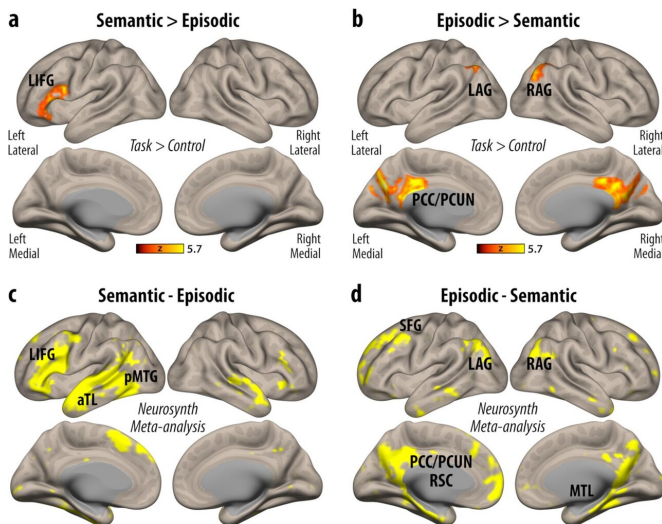 a
Semantic > Episodic
LIFG
Left
Lateral
Task > Control
Right
Lateral
Left
Medial
z
5.7
Right
Medial
b
Episodic > Semantic
LAG
RAG
Left
Lateral
Task > Control
Right
Lateral
PCC/PCUN
Left
Medial
z
5.7
Right
Medial
c
Semantic - Episodic
LIFG
pMTG
aTL
Neurosynth
Meta-analysis
d
Episodic - Semantic
SFG
LAG
RAG
Neurosynth
Meta-analysis
PCC/PCUN
RSC
MTL